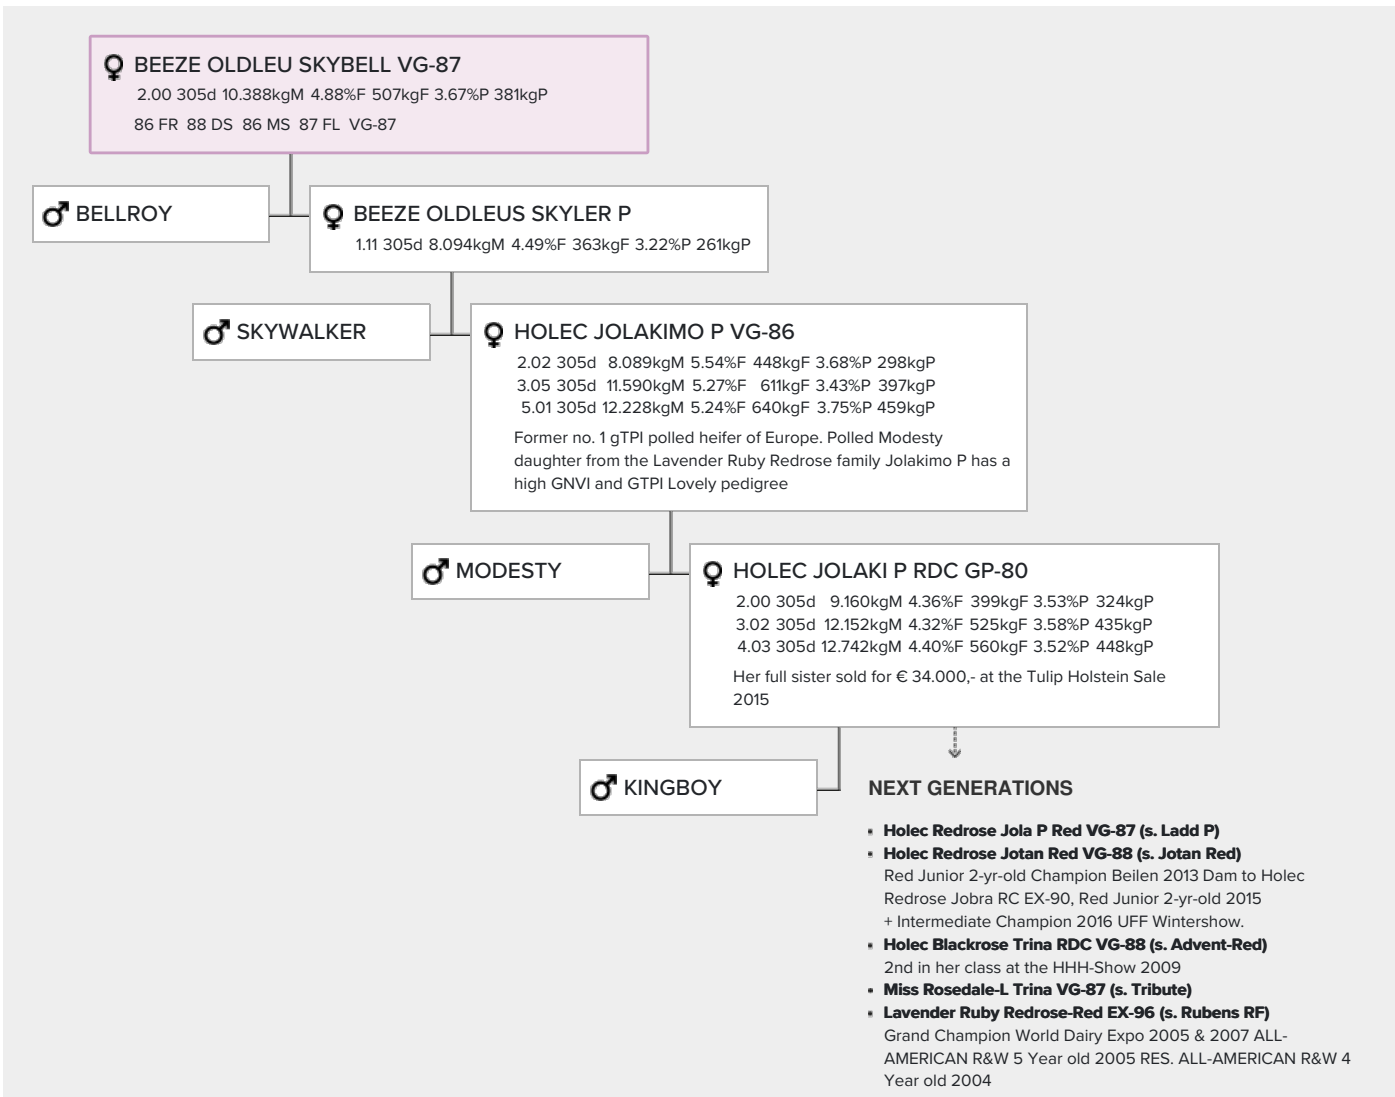 BEEZE OLDLEU SKYBELL VG-87
2.00 305d 10.388kgM 4.88%F 507kgF 3.67%P 381kgP
86 FR 88 DS 86 MS 87 FL VG-87
BELLROY
BEEZE OLDLEUS SKYLER P
1.11 305d 8.094kgM 4.49%F 363kgF 3.22%P 261kgP
SKYWALKER
HOLEC JOLAKIMO P VG-86
2.02 305d 8.089kgM 5.54%F 448kgF 3.68%P 298kgP
3.05 305d 11.590kgM 5.27%F 611kgF 3.43%P 397kgP
5.01 305d 12.228kgM 5.24%F 640kgF 3.75%P 459kgP
Former no. 1 gTPI polled heifer of Europe. Polled Modesty
daughter from the Lavender Ruby Redrose family Jolakimo P has a
high GNVI and GTPI Lovely pedigree
MODESTY
HOLEC JOLAKI P RDC GP-80
2.00 305d 9.160kgM 4.36%F 399kgF 3.53%P 324kgP
3.02 305d 12.152kgM 4.32%F 525kgF 3.58%P 435kgP
4.03 305d 12.742kgM 4.40%F 560kgF 3.52%P 448kgP
Her full sister sold for € 34.000,- at the Tulip Holstein Sale
2015
KINGBOY
NEXT GENERATIONS
▪ Holec Redrose Jola P Red VG-87 (s. Ladd P)
▪ Holec Redrose Jotan Red VG-88 (s. Jotan Red)
Red Junior 2-yr-old Champion Beilen 2013 Dam to Holec
Redrose Jobra RC EX-90, Red Junior 2-yr-old 2015
+ Intermediate Champion 2016 UFF Wintershow.
▪ Holec Blackrose Trina RDC VG-88 (s. Advent-Red)
2nd in her class at the HHH-Show 2009
▪ Miss Rosedale-L Trina VG-87 (s. Tribute)
▪ Lavender Ruby Redrose-Red EX-96 (s. Rubens RF)
Grand Champion World Dairy Expo 2005 & 2007 ALL-
AMERICAN R&W 5 Year old 2005 RES. ALL-AMERICAN R&W 4
Year old 2004